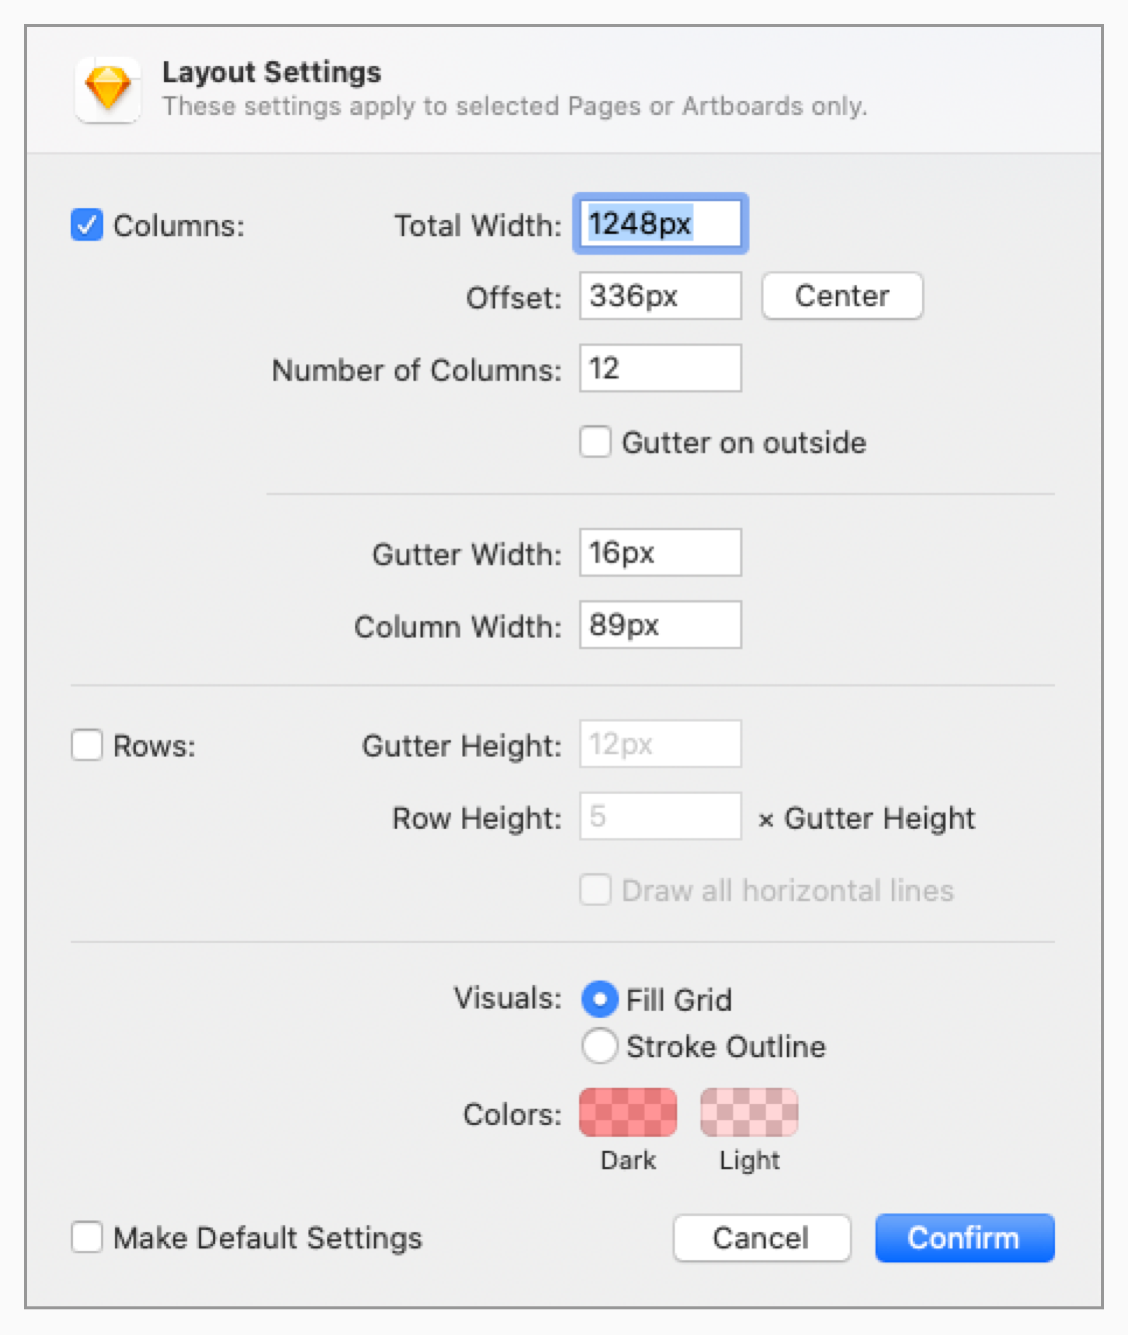 Layout Settings
These settings apply to selected Pages or Artboards only.
Columns: Total Width: 1248px
Offset: 336px Center
Number of Columns: 12
Gutter on outside
Gutter Width: 16px
Column Width: 89px
Rows: Gutter Height: 12px
Row Height: 5 × Gutter Height
Draw all horizontal lines
Visuals: Fill Grid
Stroke Outline
Colors:
Dark Light
Make Default Settings Cancel Confirm